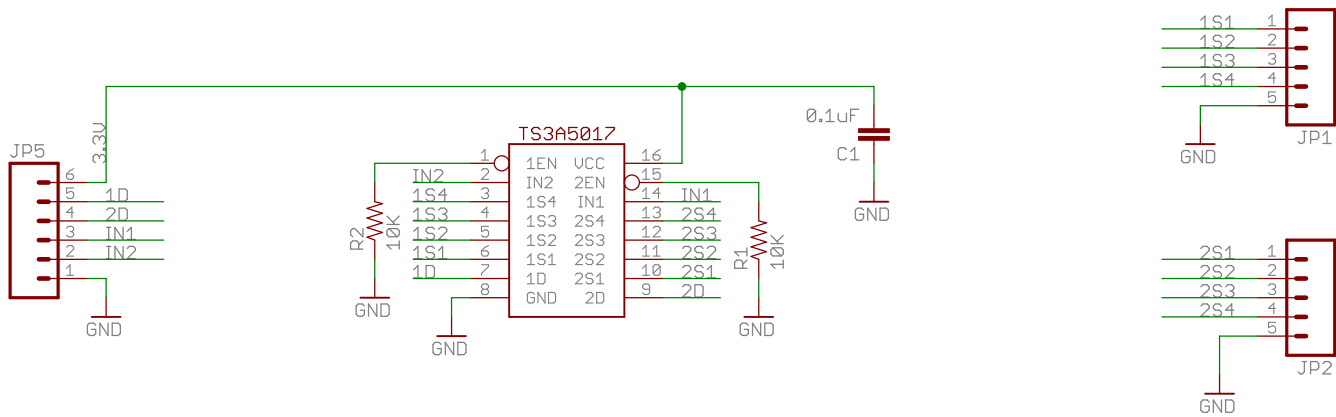 JP5
3.3V
6
5 1D
4 2D
3 IN1
2 IN2
1
GND
TS3A5017
1 1EN VCC 16
IN2 2 IN2 2EN 15
1S4 3 1S4 IN1 14 IN1
1S3 4 1S3 2S4 13 2S4
1S2 5 1S2 2S3 12 2S3
1S1 6 1S1 2S2 11 2S2
1D 7 1D 2S1 10 2S1
8 GND 2D 9 2D
R2
10K
GND
GND
R1
10K
GND
0.1uF
C1
GND
1S1 1
1S2 2
1S3 3
1S4 4
5
JP1
GND
2S1 1
2S2 2
2S3 3
2S4 4
5
JP2
GND